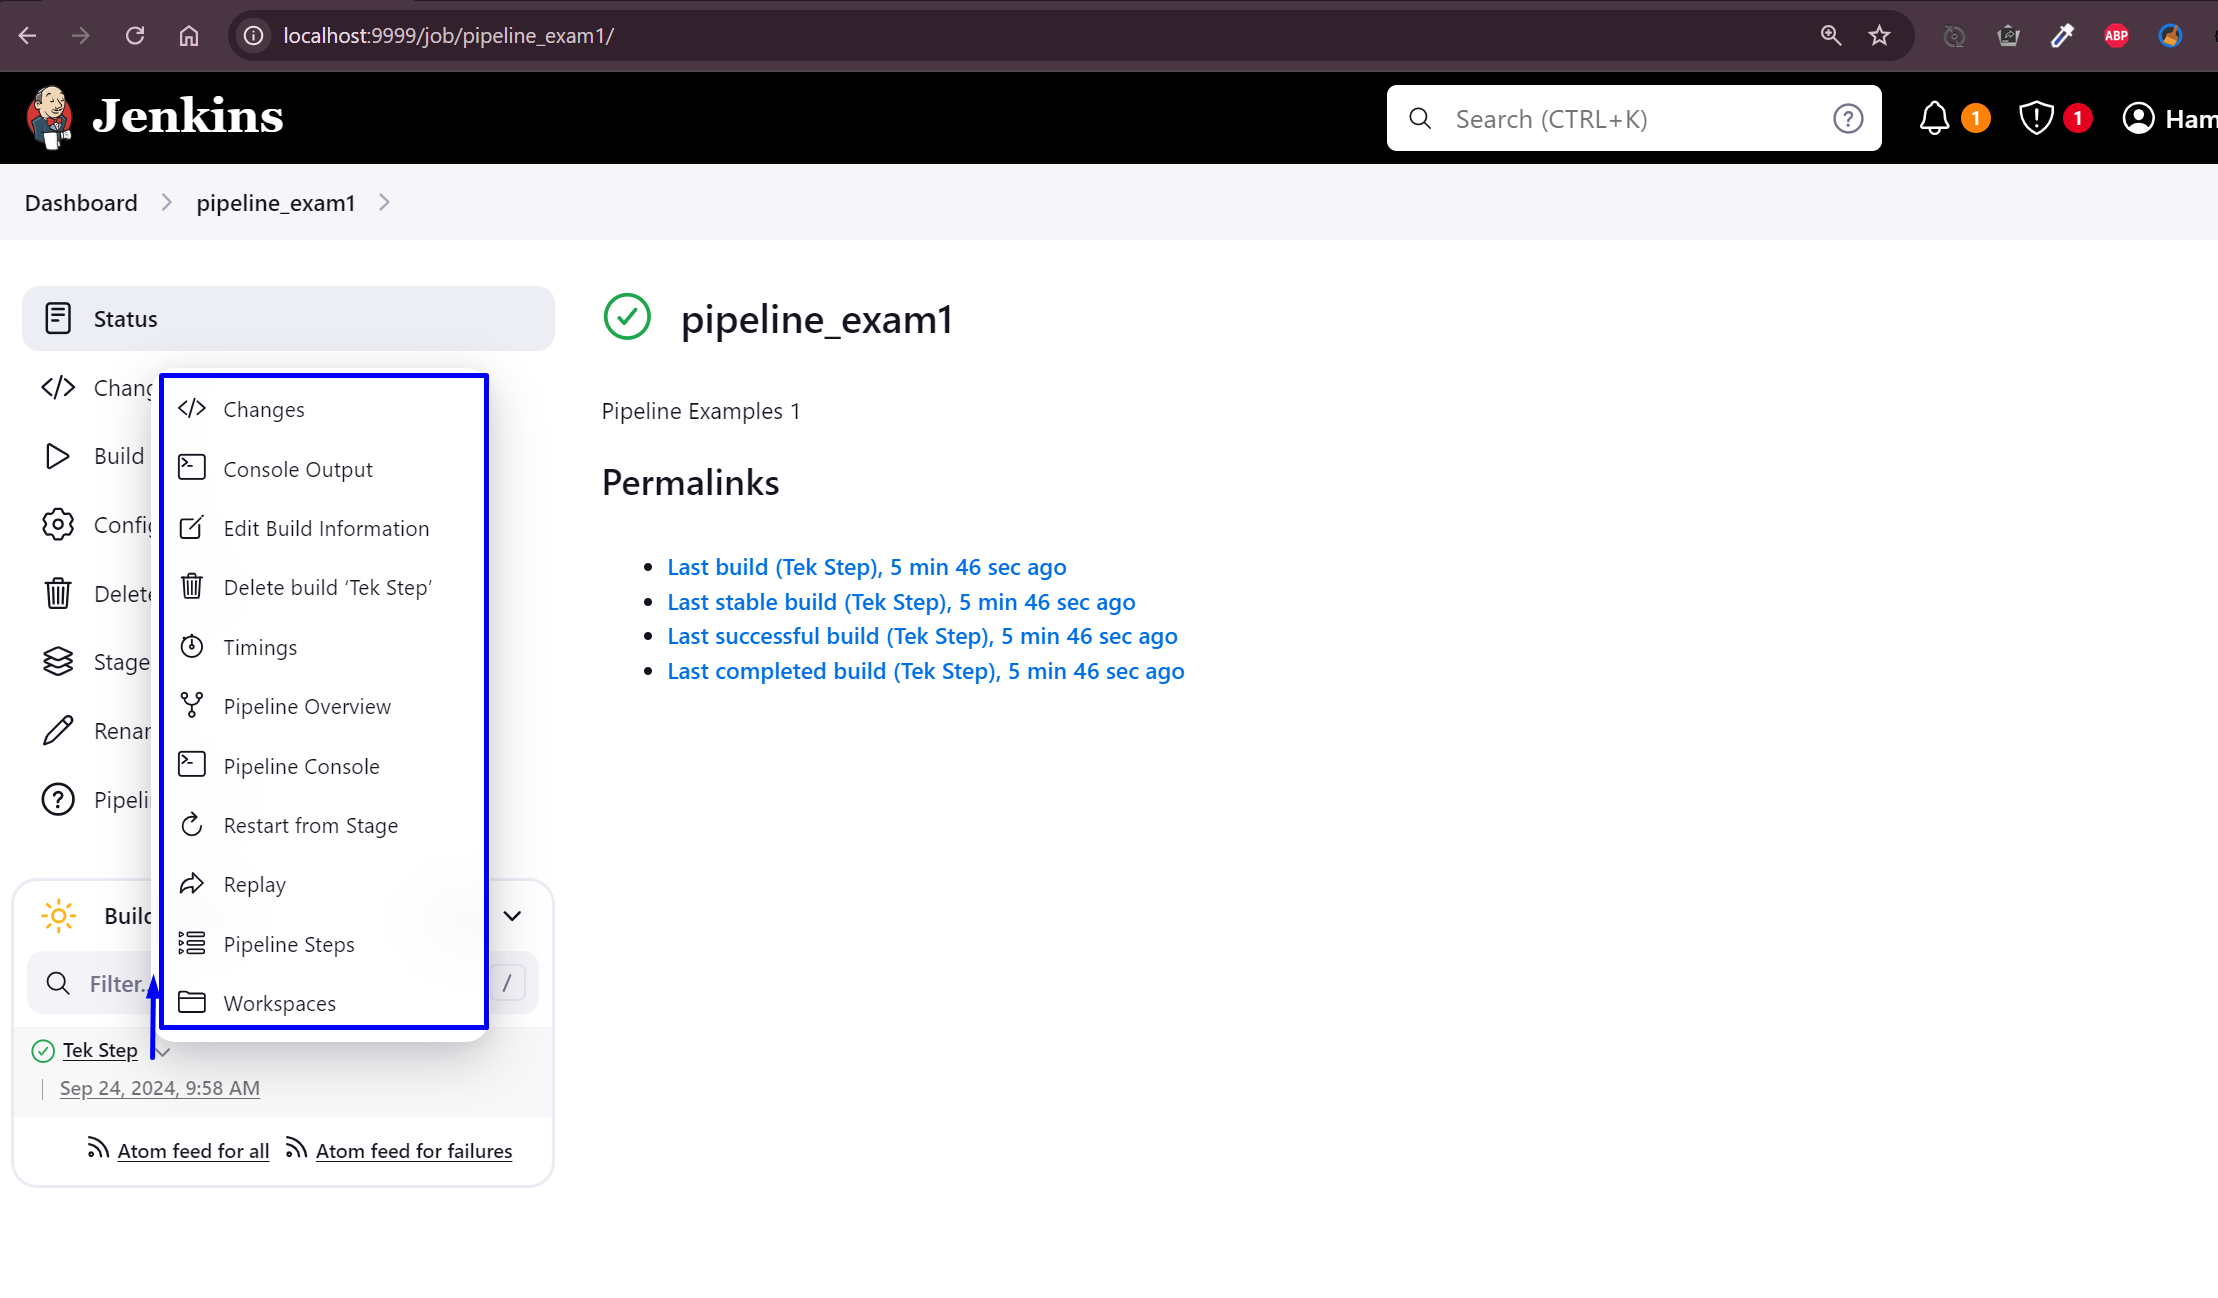 localhost:9999/job/pipeline_exam1/
ABP
Jenkins
Search (CTRL+K)
?
1
1
Ham
Dashboard
pipeline_exam1
Status
Chang
Build
Config
Delete
Stage
Renam
Pipeli
Changes
Console Output
Edit Build Information
Delete build ‘Tek Step’
Timings
Pipeline Overview
Pipeline Console
Restart from Stage
Replay
Pipeline Steps
Workspaces
Build
Filter...
/
Tek Step
Sep 24, 2024, 9:58 AM
Atom feed for all
Atom feed for failures
pipeline_exam1
Pipeline Examples 1
Permalinks
Last build (Tek Step), 5 min 46 sec ago
Last stable build (Tek Step), 5 min 46 sec ago
Last successful build (Tek Step), 5 min 46 sec ago
Last completed build (Tek Step), 5 min 46 sec ago